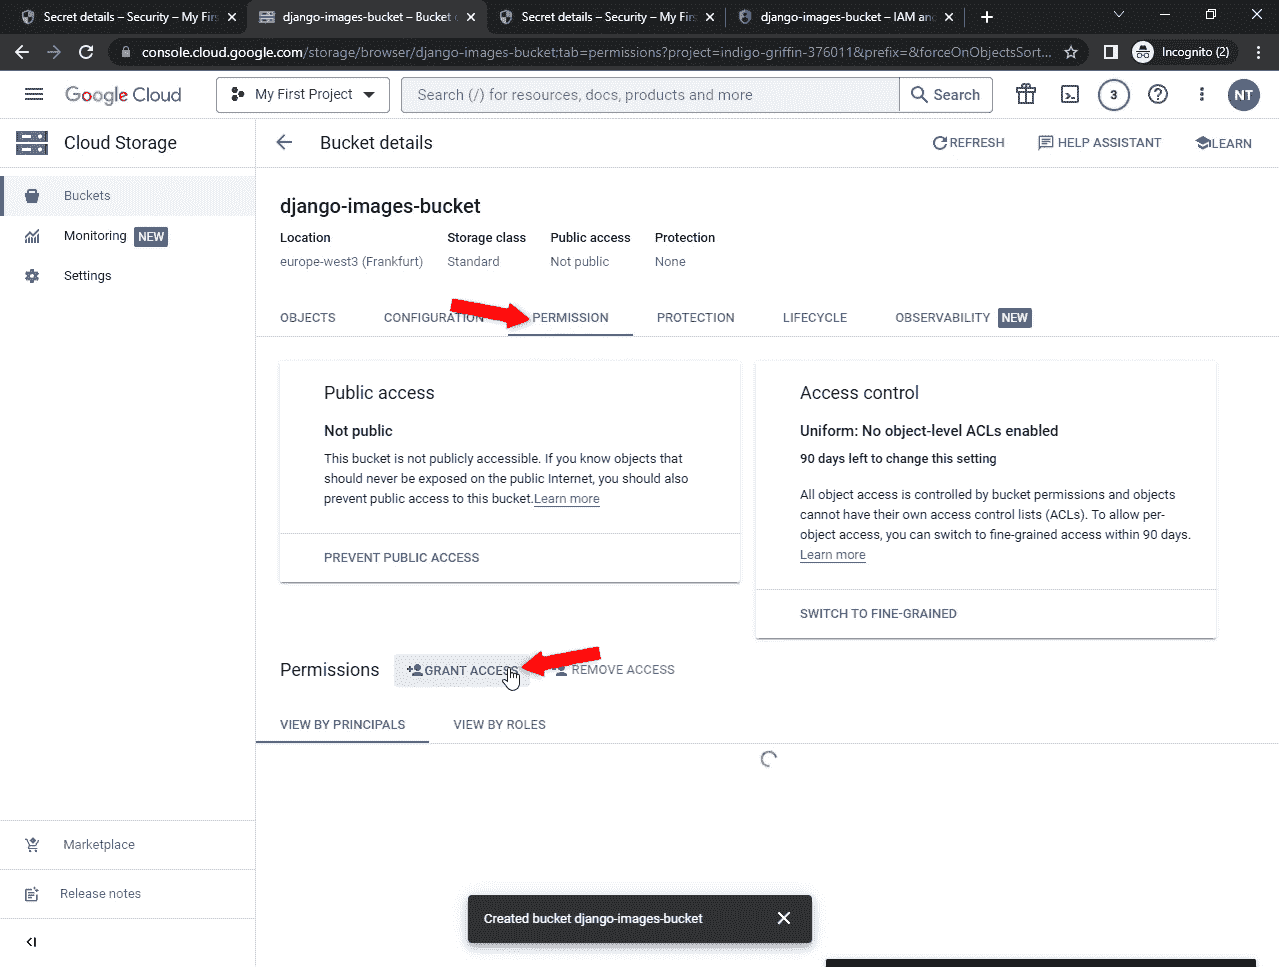 Secret details – Security – My Firs
django-images-bucket – Bucket d
Secret details – Security – My Firs
django-images-bucket – IAM and
console.cloud.google.com/storage/browser/django-images-bucket;tab=permissions?project=indigo-griffin-376011&prefix=&forceOnObjectsSort...
Incognito (2)
Google Cloud
My First Project
Search (/) for resources, docs, products and more
Search
3
NT
Cloud Storage
Bucket details
REFRESH
HELP ASSISTANT
LEARN
Buckets
Monitoring NEW
Settings
django-images-bucket
Location Storage class Public access Protection
europe-west3 (Frankfurt) Standard Not public None
OBJECTS CONFIGURATION PERMISSION PROTECTION LIFECYCLE OBSERVABILITY NEW
Public access
Not public
This bucket is not publicly accessible. If you know objects that
should never be exposed on the public Internet, you should also
prevent public access to this bucket.Learn more
PREVENT PUBLIC ACCESS
Access control
Uniform: No object-level ACLs enabled
90 days left to change this setting
All object access is controlled by bucket permissions and objects
cannot have their own access control lists (ACLs). To allow per-
object access, you can switch to fine-grained access within 90 days.
Learn more
SWITCH TO FINE-GRAINED
Permissions GRANT ACCESS REMOVE ACCESS
VIEW BY PRINCIPALS VIEW BY ROLES
Marketplace
Release notes
Created bucket django-images-bucket